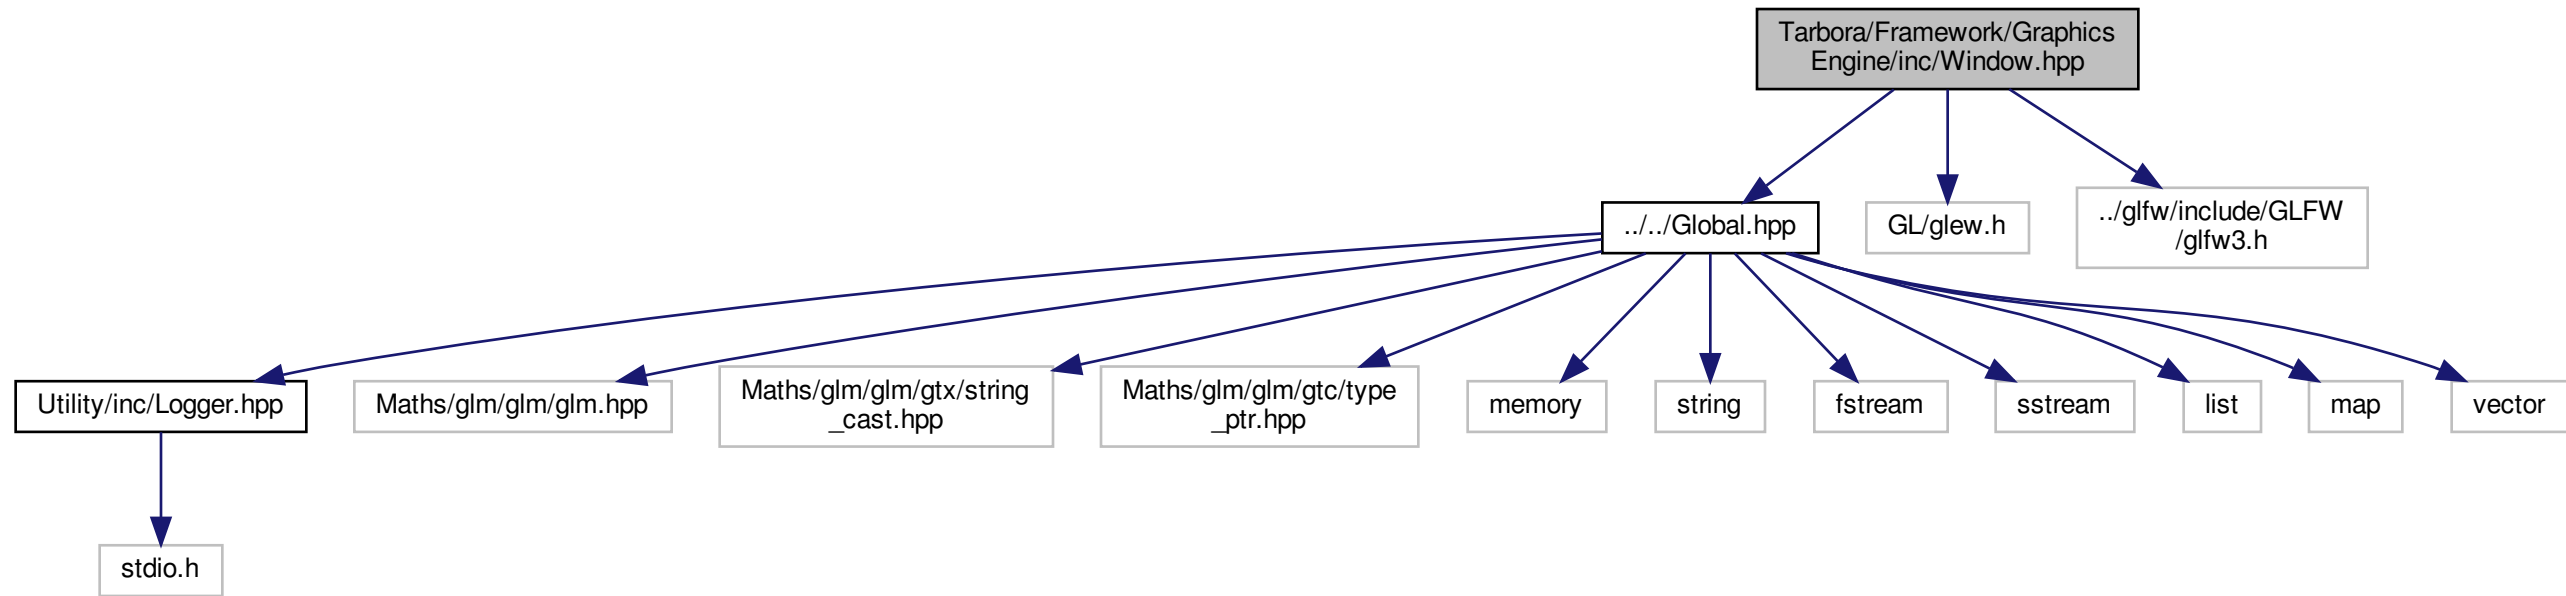 Tarbora/Framework/Graphics
Engine/inc/Window.hpp
../../Global.hpp
GL/glew.h
../glfw/include/GLFW
/glfw3.h
Utility/inc/Logger.hpp
Maths/glm/glm/glm.hpp
Maths/glm/glm/gtx/string
_cast.hpp
Maths/glm/glm/gtc/type
_ptr.hpp
memory
string
fstream
sstream
list
map
vector
stdio.h